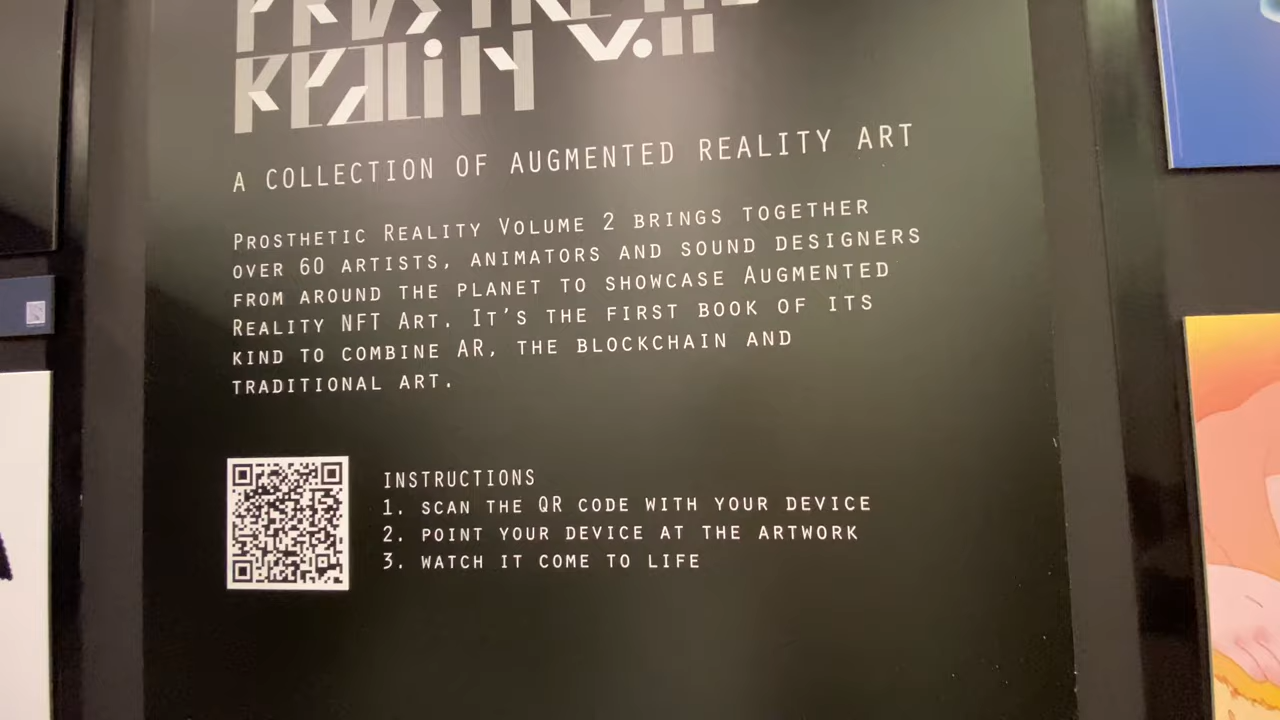 PROSTHETIC
REALITY V.II
A COLLECTION OF AUGMENTED REALITY ART
PROSTHETIC REALITY VOLUME 2 BRINGS TOGETHER
OVER 60 ARTISTS, ANIMATORS AND SOUND DESIGNERS
FROM AROUND THE PLANET TO SHOWCASE AUGMENTED
REALITY NFT ART. IT'S THE FIRST BOOK OF ITS
KIND TO COMBINE AR, THE BLOCKCHAIN AND
TRADITIONAL ART.
INSTRUCTIONS
1. SCAN THE QR CODE WITH YOUR DEVICE
2. POINT YOUR DEVICE AT THE ARTWORK
3. WATCH IT COME TO LIFE